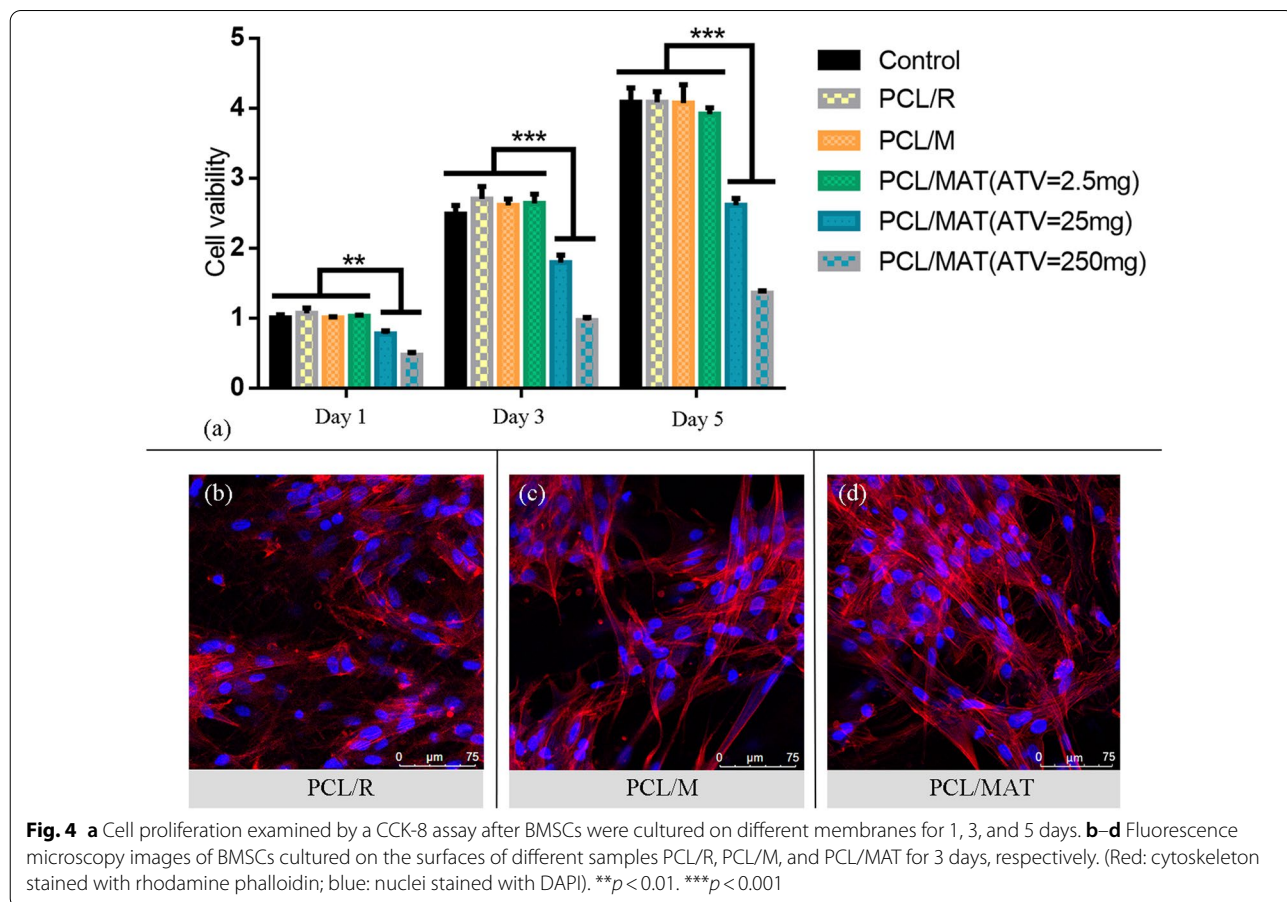 5
4
3
2
1
0
Cell vaibility
**
***
***
Day 1 Day 3 Day 5
(a)
Control
PCL/R
PCL/M
PCL/MAT(ATV=2.5mg)
PCL/MAT(ATV=25mg)
PCL/MAT(ATV=250mg)
(b)
0 μm 75
PCL/R
(c)
0 μm 75
PCL/M
(d)
0 μm 75
PCL/MAT
Fig. 4 a Cell proliferation examined by a CCK-8 assay after BMSCs were cultured on different membranes for 1, 3, and 5 days. b–d Fluorescence
microscopy images of BMSCs cultured on the surfaces of different samples PCL/R, PCL/M, and PCL/MAT for 3 days, respectively. (Red: cytoskeleton
stained with rhodamine phalloidin; blue: nuclei stained with DAPI). **p < 0.01. ***p < 0.001